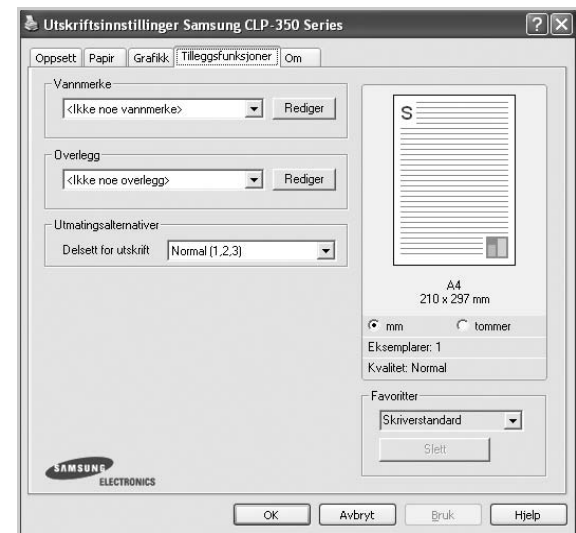 Utskriftsinnstillinger Samsung CLP-350 Series
Oppsett Papir Grafikk Tilleggsfunksjoner Om
Vannmerke
<Ikke noe vannmerke> Rediger
Overlegg
<Ikke noe overlegg> Rediger
Utmatingsalternativer
Delsett for utskrift Normal (1,2,3)
S
A4
210 x 297 mm
mm tommer
Eksemplarer: 1
Kvalitet: Normal
Favoritter
Skriverstandard
Slett
SAMSUNG
ELECTRONICS
OK Avbryt Bruk Hjelp